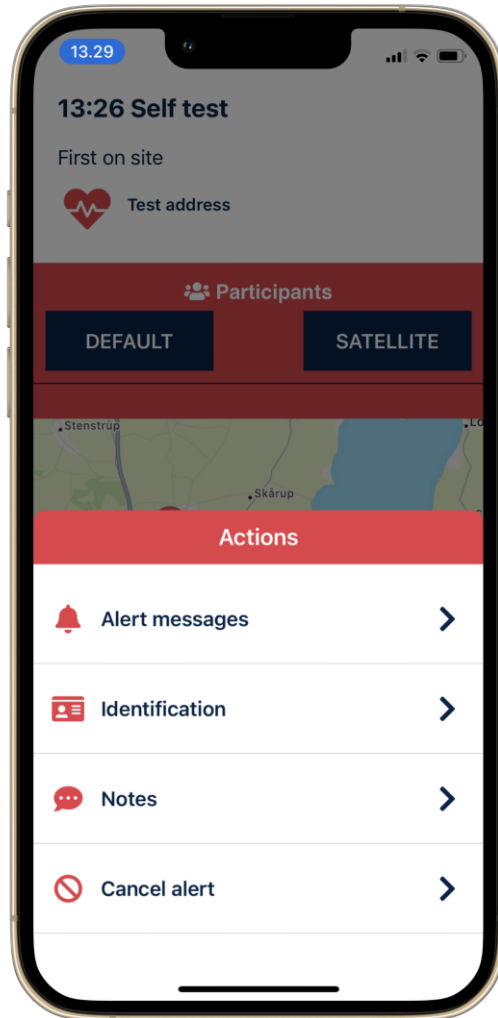 13.29
13:26 Self test
First on site
Test address
Participants
DEFAULT
SATELLITE
Stenstrup
Lo
Skårup
Actions
Alert messages
Identification
Notes
Cancel alert